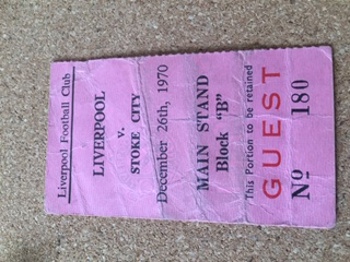 Liverpool Football Club
LIVERPOOL
v.
STOKE CITY
December 26th, 1970
MAIN STAND
Block "B"
This Portion to be retained
GUEST
Nº 180